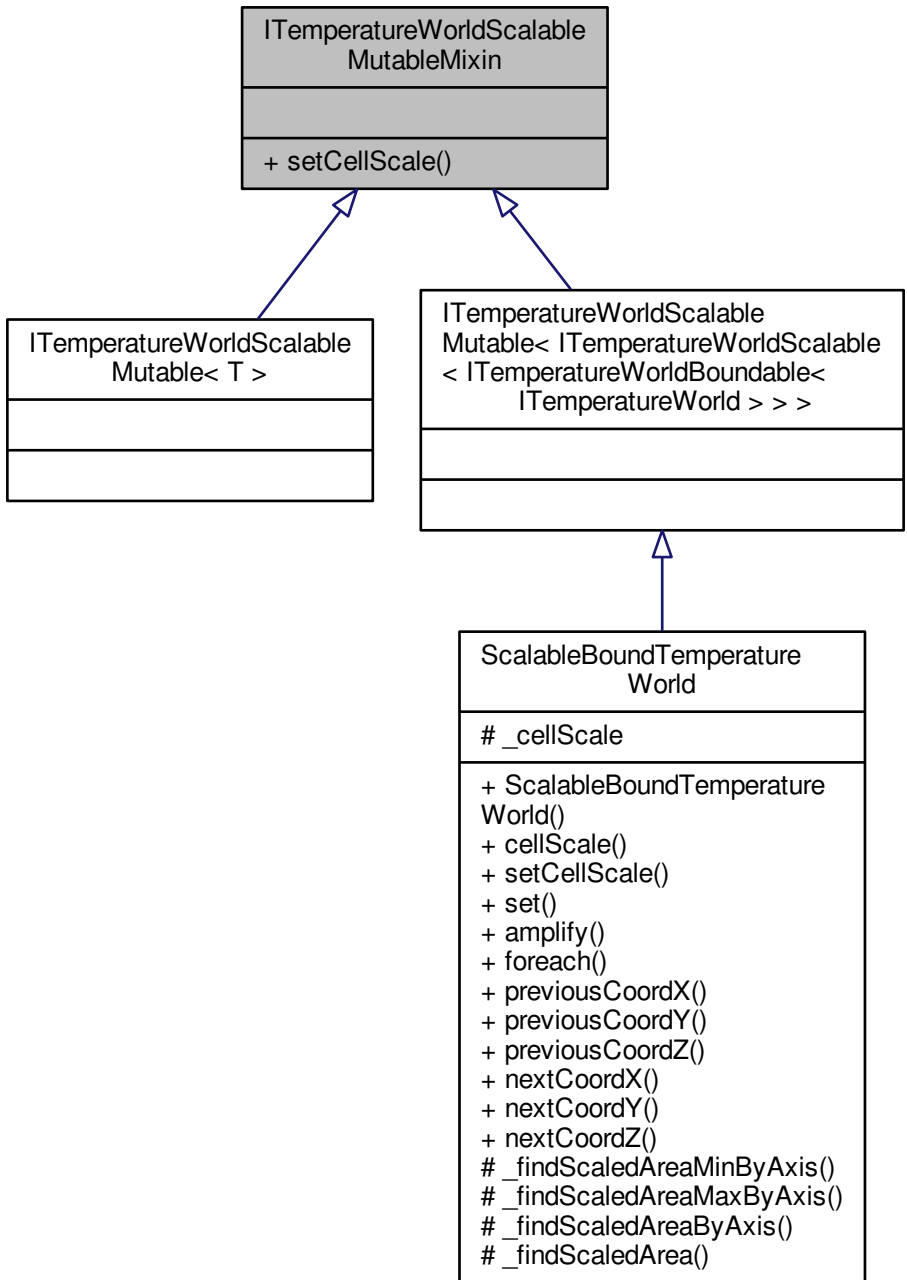 ITemperatureWorldScalable
MutableMixin
+ setCellScale()
ITemperatureWorldScalable
Mutable< T >
ITemperatureWorldScalable
Mutable< ITemperatureWorldScalable
< ITemperatureWorldBoundable<
ITemperatureWorld > > >
ScalableBoundTemperature
World
# _cellScale
+ ScalableBoundTemperature
World()
+ cellScale()
+ setCellScale()
+ set()
+ amplify()
+ foreach()
+ previousCoordX()
+ previousCoordY()
+ previousCoordZ()
+ nextCoordX()
+ nextCoordY()
+ nextCoordZ()
# _findScaledAreaMinByAxis()
# _findScaledAreaMaxByAxis()
# _findScaledAreaByAxis()
# _findScaledArea()